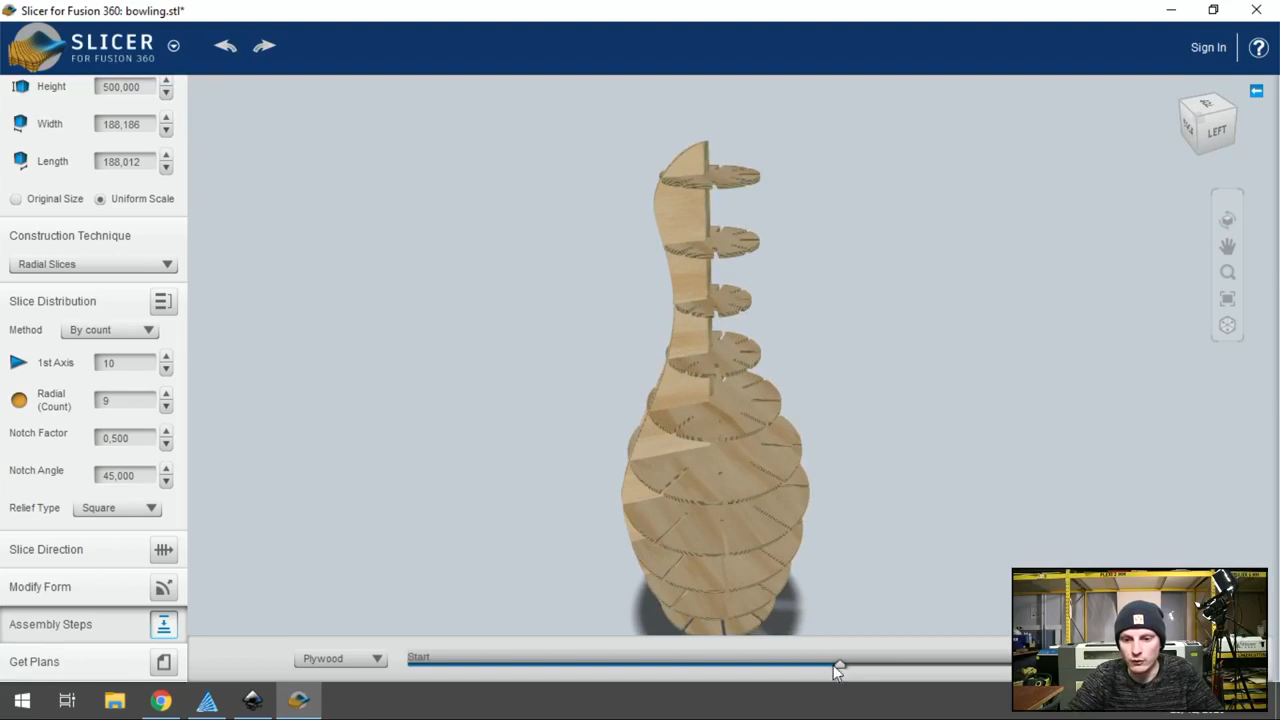 Slicer for Fusion 360: bowling.stl*
SLICER
FOR FUSION 360
Sign In
?
Height 500,000
Width 188,186
Length 188,012
Original Size Uniform Scale
Construction Technique
Radial Slices
Slice Distribution
Method By count
1st Axis 10
Radial
(Count) 9
Notch Factor 0,500
Notch Angle 45,000
Relief Type Square
Slice Direction
Modify Form
Assembly Steps
Get Plans
Plywood
Start
LEFT
PLEXI 2 MM